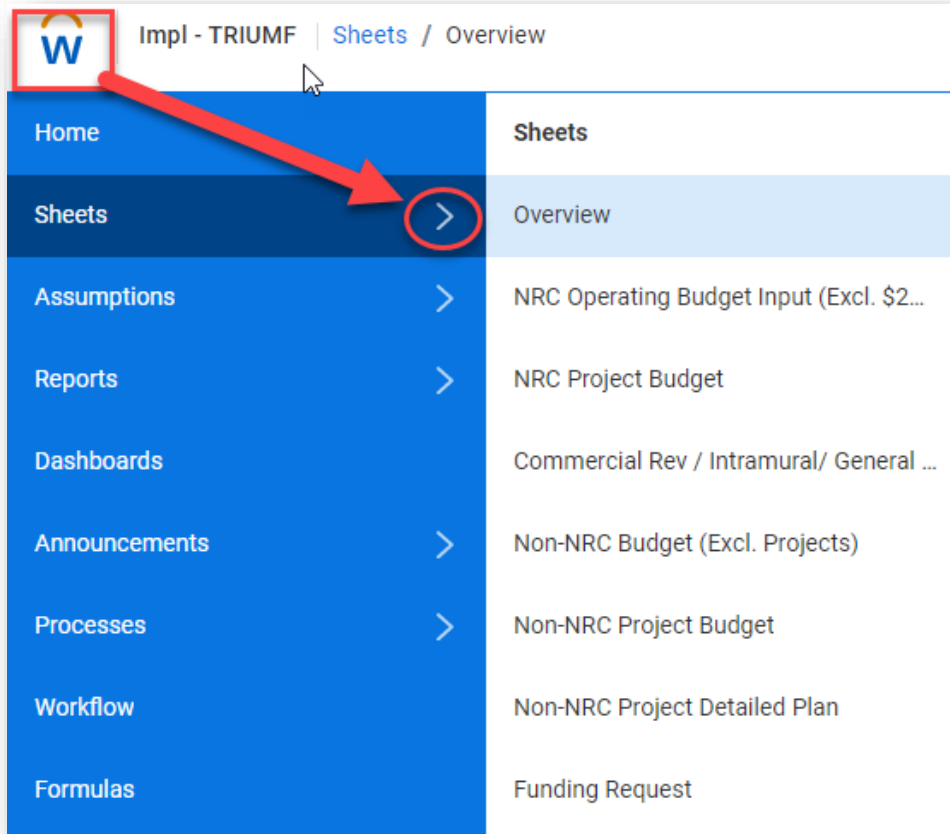 W
Impl - TRIUMF Sheets / Overview
Home
Sheets
Assumptions
Reports
Dashboards
Announcements
Processes
Workflow
Formulas
Sheets
Overview
NRC Operating Budget Input (Excl. $2...
NRC Project Budget
Commercial Rev / Intramural/ General ...
Non-NRC Budget (Excl. Projects)
Non-NRC Project Budget
Non-NRC Project Detailed Plan
Funding Request